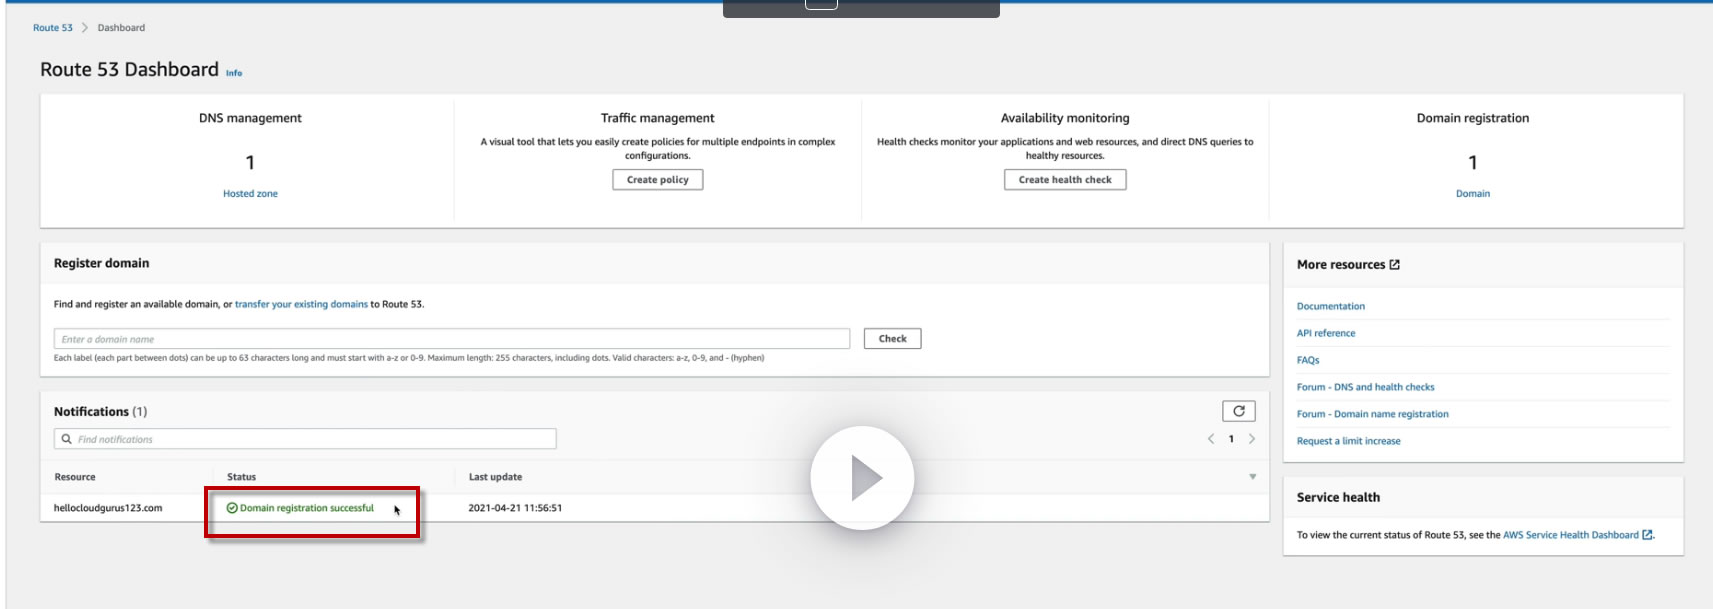 Route 53 > Dashboard
Route 53 Dashboard Info
DNS management
1
Hosted zone
Traffic management
A visual tool that lets you easily create policies for multiple endpoints in complex
configurations.
Create policy
Availability monitoring
Health checks monitor your applications and web resources, and direct DNS queries to
healthy resources.
Create health check
Domain registration
1
Domain
Register domain
Find and register an available domain, or transfer your existing domains to Route 53.
Enter a domain name
Check
Each label (each part between dots) can be up to 63 characters long and must start with a-z or 0-9. Maximum length: 255 characters, including dots. Valid characters: a-z, 0-9, and - (hyphen)
Notifications (1)
Find notifications
< 1 >
Resource Status Last update
hellocloudgurus123.com Domain registration successful 2021-04-21 11:56:51
More resources
Documentation
API reference
FAQs
Forum - DNS and health checks
Forum - Domain name registration
Request a limit increase
Service health
To view the current status of Route 53, see the AWS Service Health Dashboard.